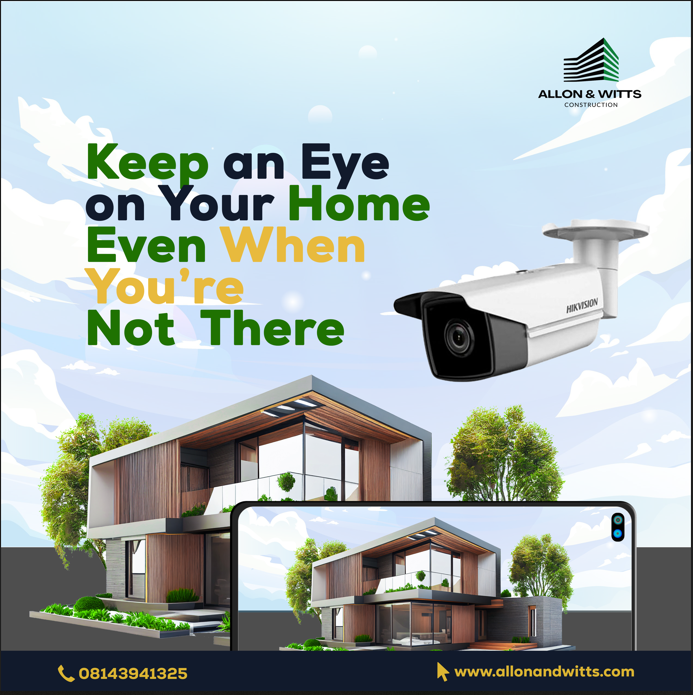 ALLON & WITTS
CONSTRUCTION
Keep an Eye
on Your Home
Even When
You're
Not There
HIKVISION
08143941325
www.allonandwitts.com